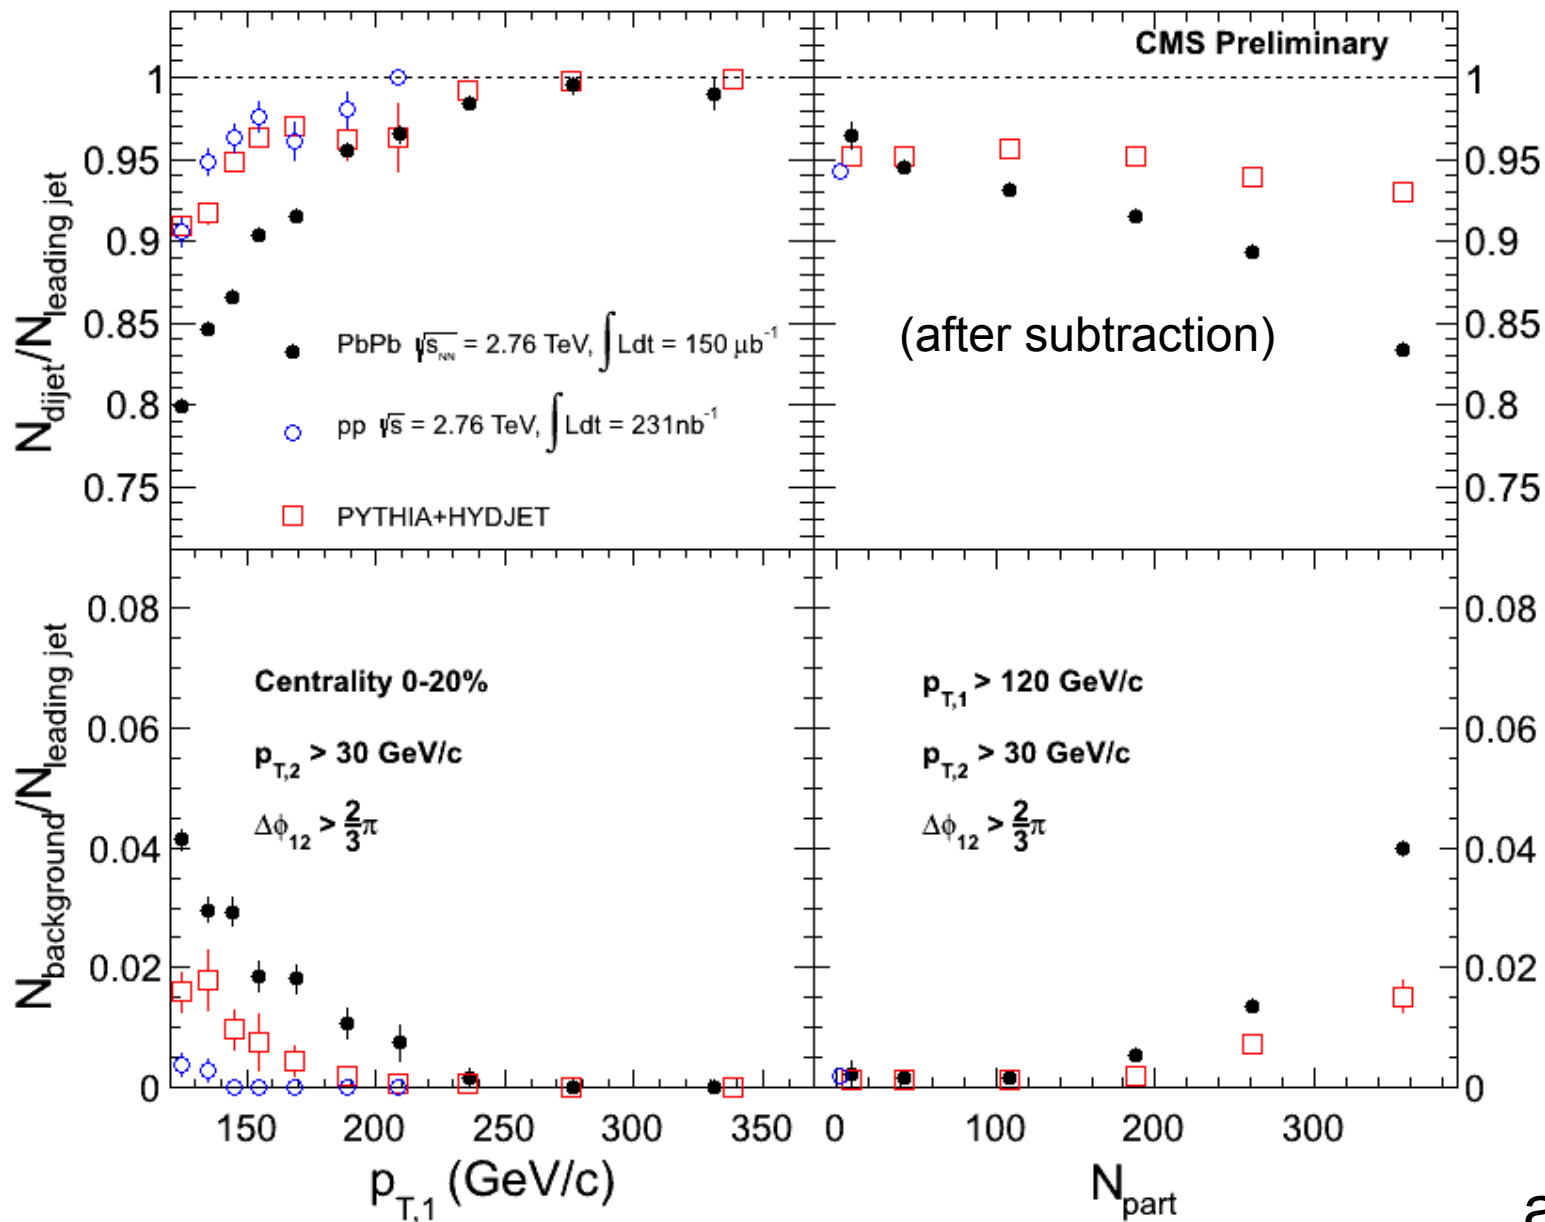 CMS Preliminary
N_dijet/N_leading jet
1
0.95
0.9
0.85
0.8
0.75
PbPb √s_NN = 2.76 TeV, ∫Ldt = 150 μb⁻¹
pp √s = 2.76 TeV, ∫Ldt = 231nb⁻¹
PYTHIA+HYDJET
(after subtraction)
1
0.95
0.9
0.85
0.8
0.75
N_background/N_leading jet
0.08
0.06
0.04
0.02
0
Centrality 0-20%
p_T,2 > 30 GeV/c
Δϕ_12 > 2/3 π
p_T,1 > 120 GeV/c
p_T,2 > 30 GeV/c
Δϕ_12 > 2/3 π
0.08
0.06
0.04
0.02
0
150 200 250 300 350
p_T,1 (GeV/c)
0 100 200 300
N_part